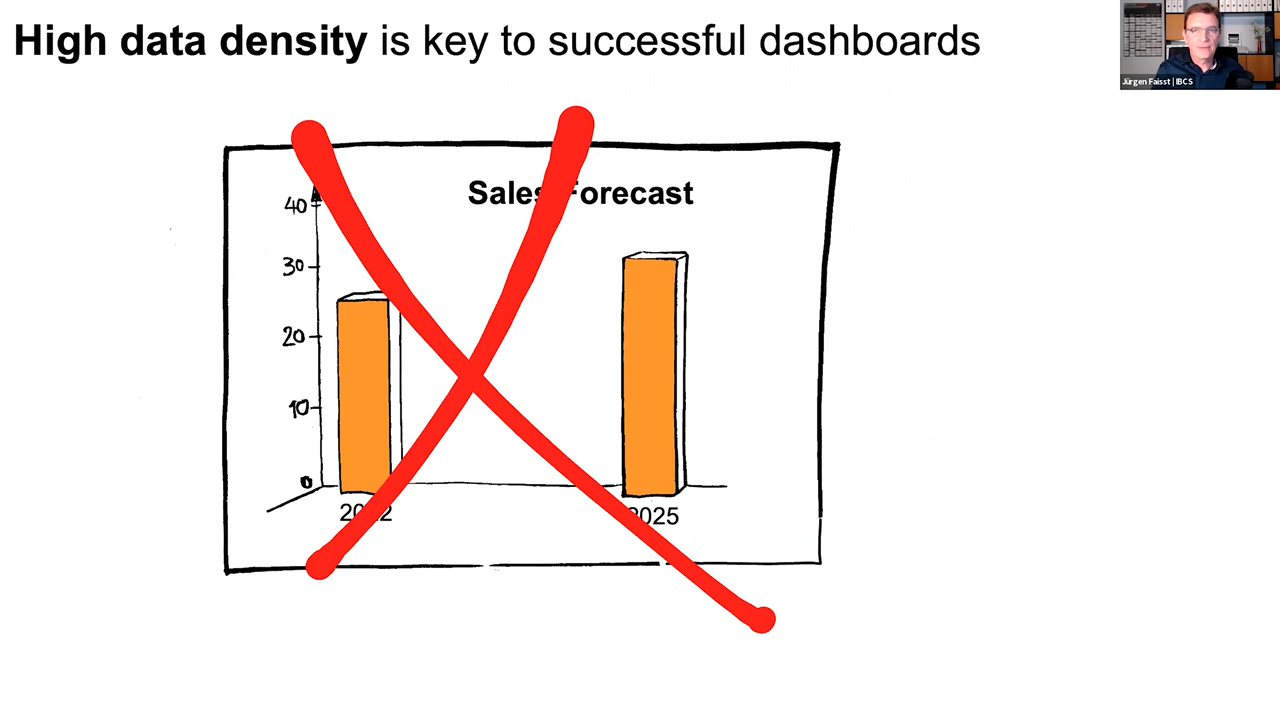 High data density is key to successful dashboards
Jürgen Faisst | IBCS
Sales Forecast
40
30
20
10
0
2025